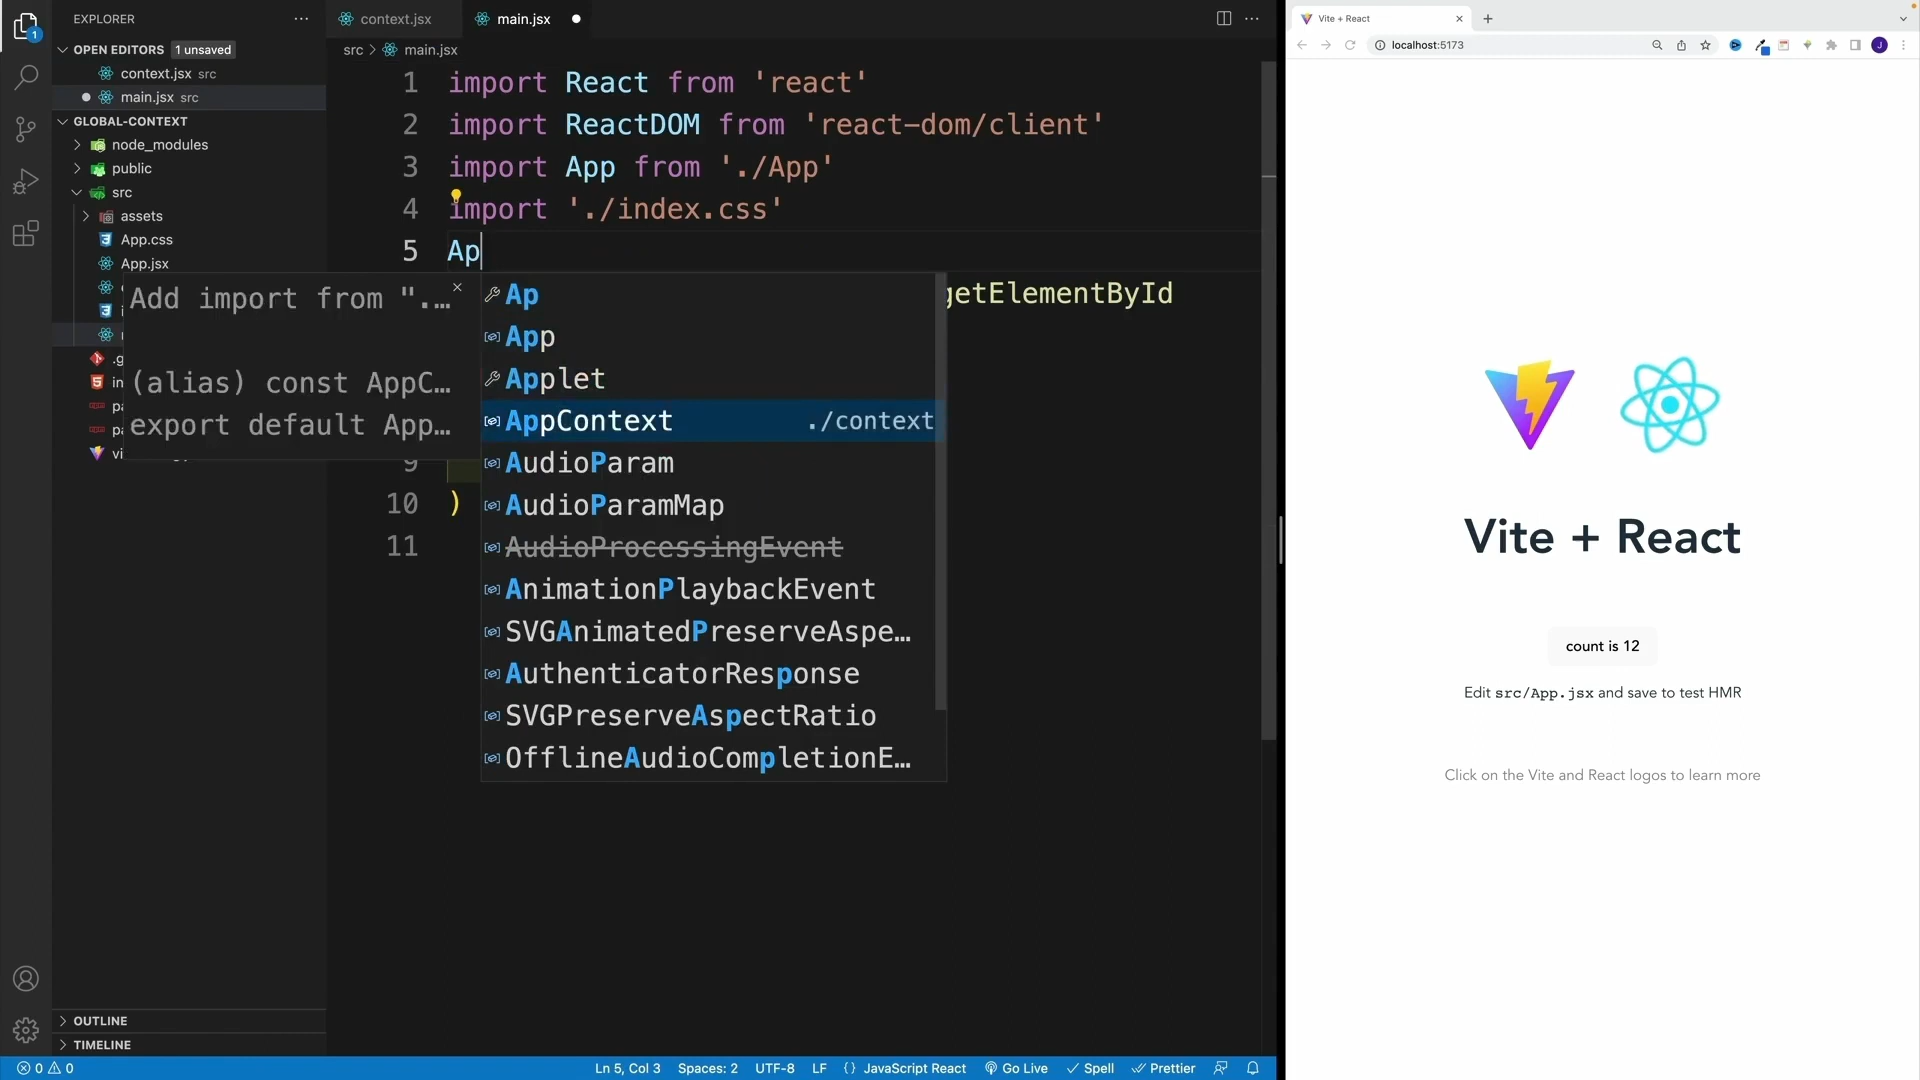 EXPLORER
OPEN EDITORS 1 unsaved
context.jsx src
main.jsx src
GLOBAL-CONTEXT
node_modules
public
src
assets
App.css
App.jsx
.g
in
pa
pa
vi
OUTLINE
TIMELINE
1
context.jsx
main.jsx
src > main.jsx
1 import React from 'react'
2 import ReactDOM from 'react-dom/client'
3 import App from './App'
4 import './index.css'
5 Ap
getElementById
9
10 )
11
Add import from "....
(alias) const AppC...
export default App...
Ap
App
Applet
AppContext ./context
AudioParam
AudioParamMap
AudioProcessingEvent
AnimationPlaybackEvent
SVGAnimatedPreserveAspe...
AuthenticatorResponse
SVGPreserveAspectRatio
OfflineAudioCompletionE...
0 0
Ln 5, Col 3 Spaces: 2 UTF-8 LF {} JavaScript React Go Live Spell Prettier
Vite + React
localhost:5173
J
Vite + React
count is 12
Edit src/App.jsx and save to test HMR
Click on the Vite and React logos to learn more